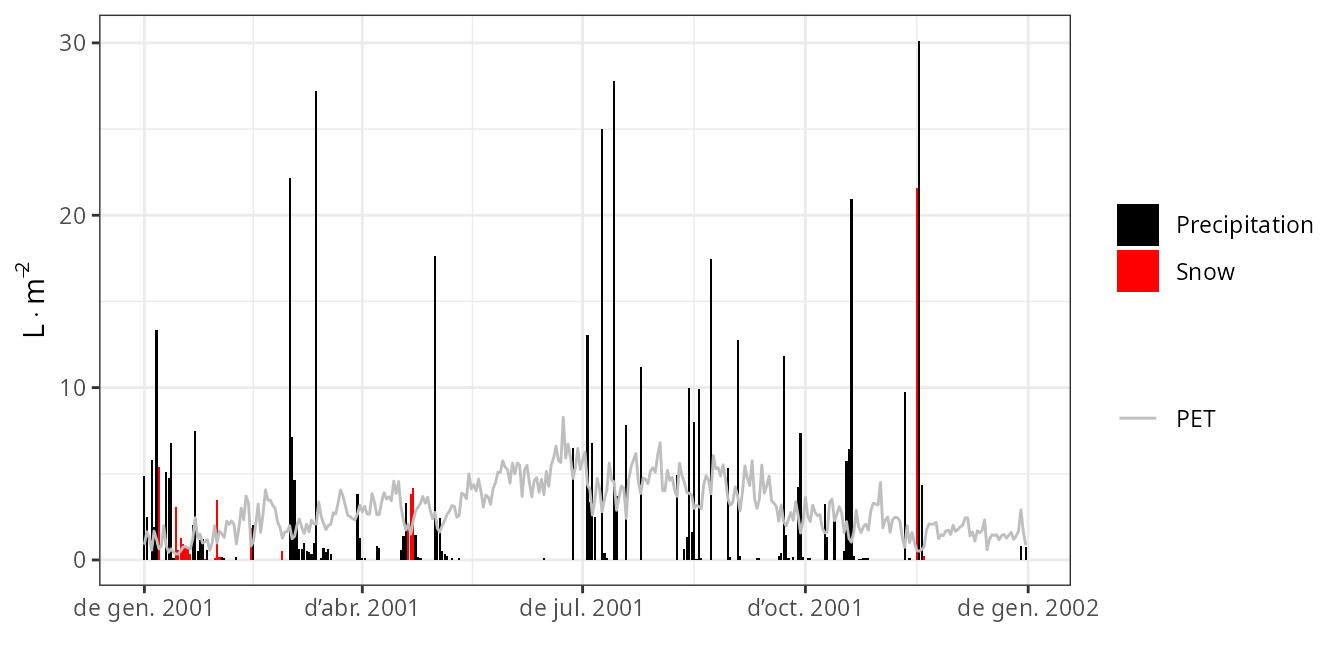 30
20
10
0
L · m⁻²
de gen. 2001
d’abr. 2001
de jul. 2001
d’oct. 2001
de gen. 2002
Precipitation
Snow
PET